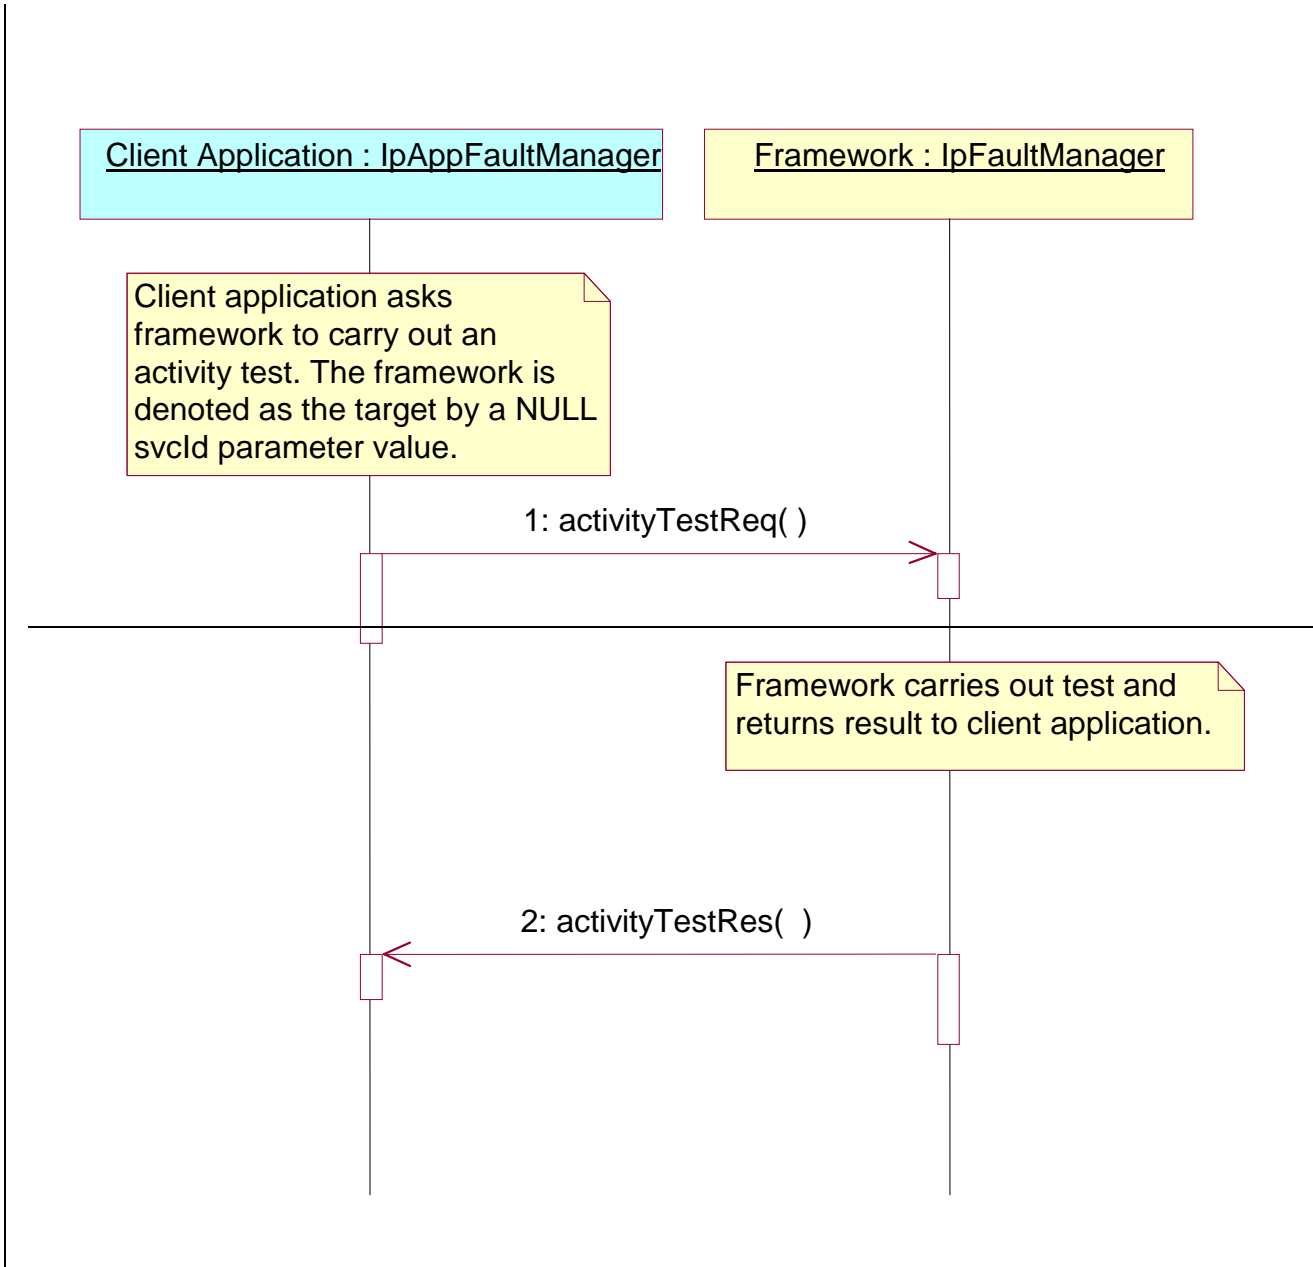 Client Application : IpAppFaultManager
Framework : IpFaultManager
Client application asks
framework to carry out an
activity test. The framework is
denoted as the target by a NULL
svcId parameter value.
1: activityTestReq( )
Framework carries out test and
returns result to client application.
2: activityTestRes(  )